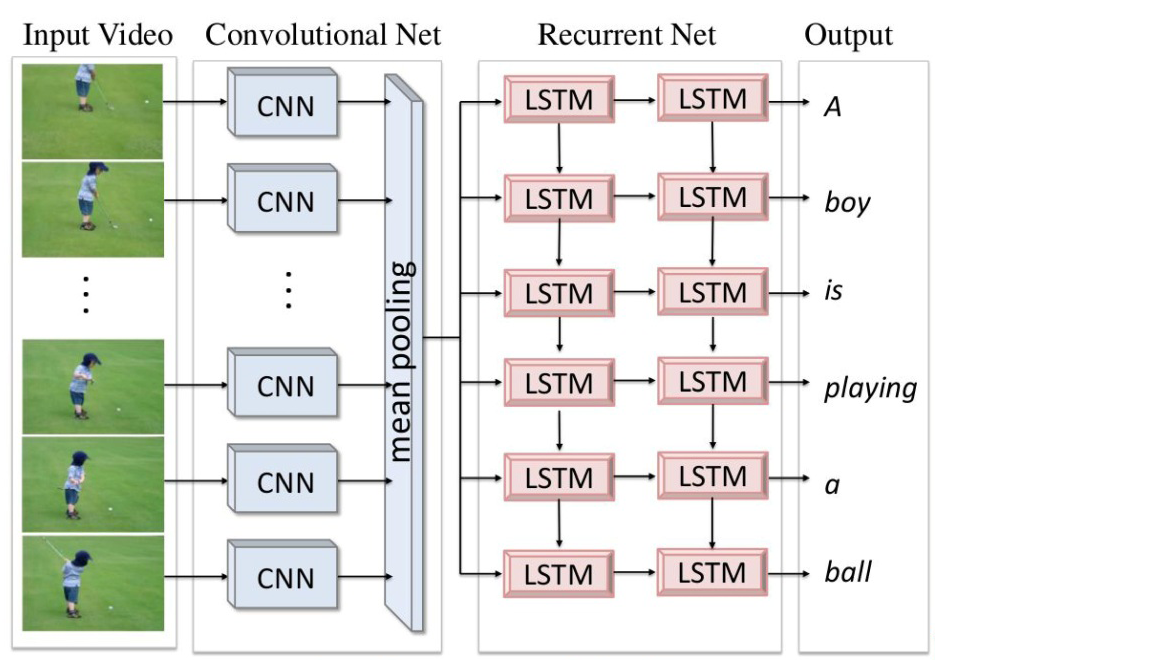 Input Video
Convolutional Net
Recurrent Net
Output
CNN
CNN
CNN
CNN
CNN
mean pooling
LSTM LSTM A
LSTM LSTM boy
LSTM LSTM is
LSTM LSTM playing
LSTM LSTM a
LSTM LSTM ball